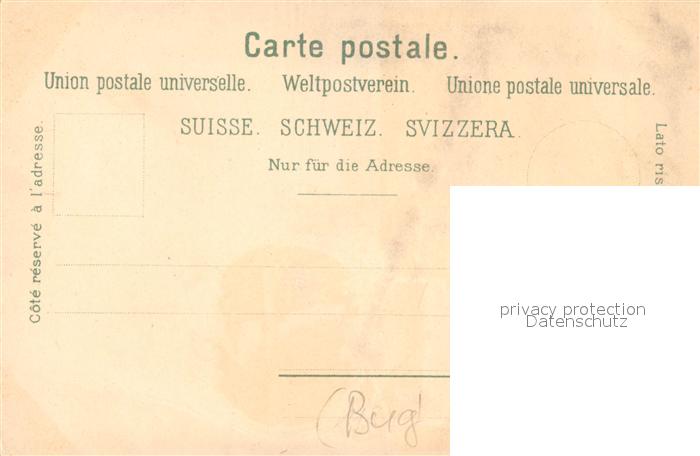 Carte postale.
Union postale universelle. Weltpostverein. Unione postale universale.
SUISSE. SCHWEIZ. SVIZZERA.
Nur für die Adresse.
Côté réservé à l'adresse.
Lato ris
privacy protection
Datenschutz